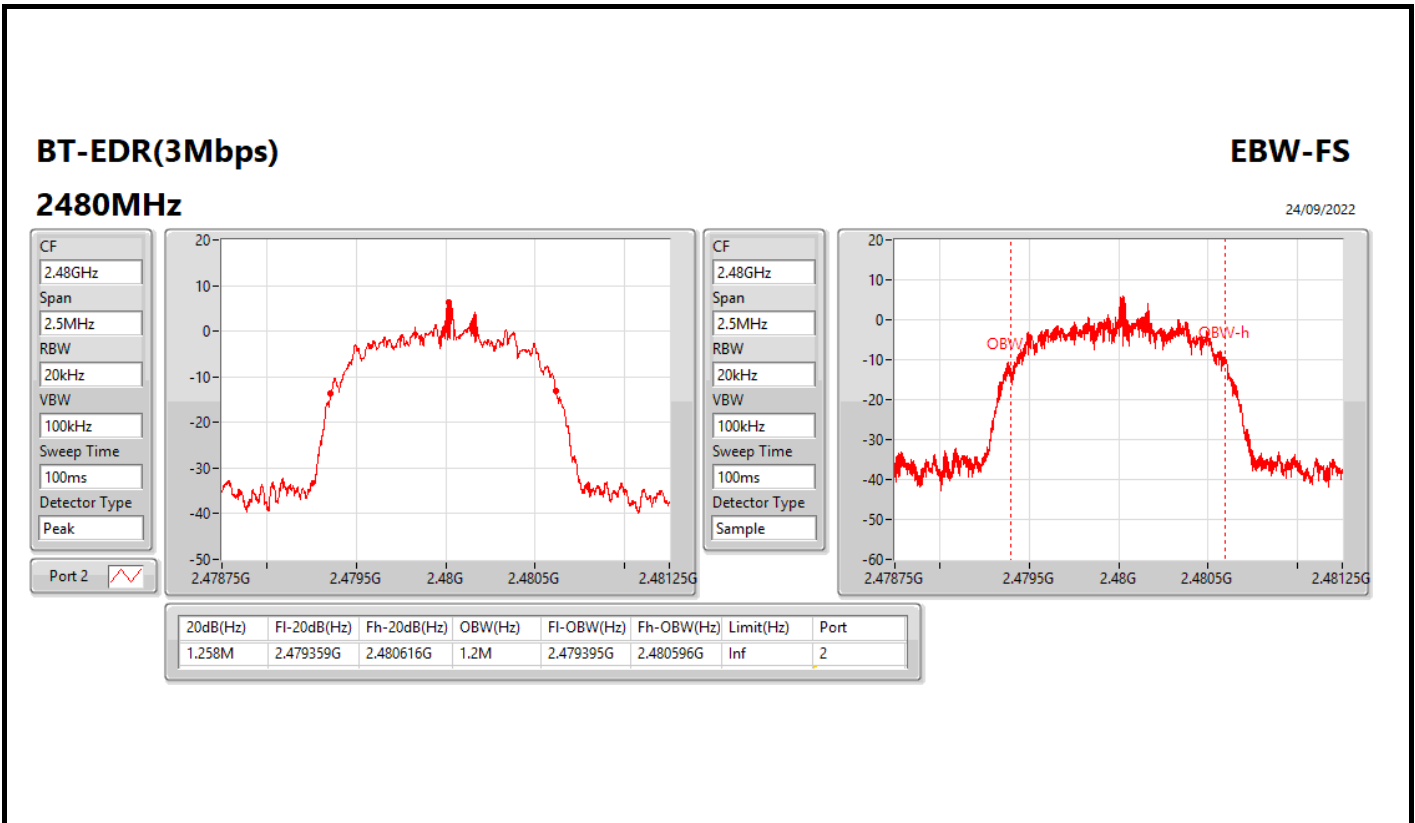 BT-EDR(3Mbps)
EBW-FS
2480MHz
24/09/2022
CF
2.48GHz
Span
2.5MHz
RBW
20kHz
VBW
100kHz
Sweep Time
100ms
Detector Type
Peak
Port 2
20
10
0
-10
-20
-30
-40
-50
2.47875G 2.4795G 2.48G 2.4805G 2.48125G
CF
2.48GHz
Span
2.5MHz
RBW
20kHz
VBW
100kHz
Sweep Time
100ms
Detector Type
Sample
20
10
0
-10
-20
-30
-40
-50
-60
OBW
OBW-h
2.47875G 2.4795G 2.48G 2.4805G 2.48125G
20dB(Hz) Fl-20dB(Hz) Fh-20dB(Hz) OBW(Hz) Fl-OBW(Hz) Fh-OBW(Hz) Limit(Hz) Port
1.258M 2.479359G 2.480616G 1.2M 2.479395G 2.480596G Inf 2